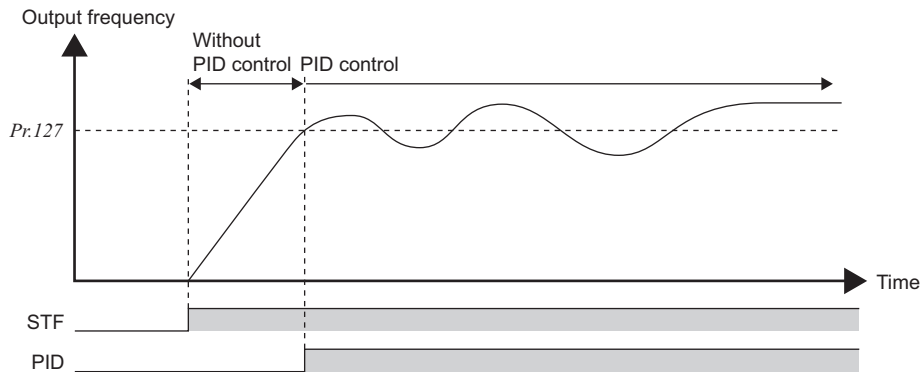 Output frequency
Without
PID control PID control
Pr.127
Time
STF
PID